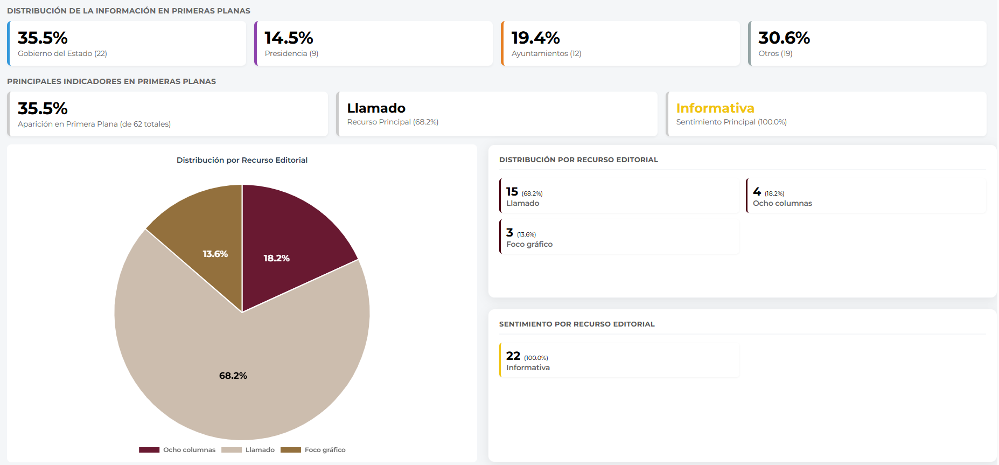 DISTRIBUCIÓN DE LA INFORMACIÓN EN PRIMERAS PLANAS
35.5%
Gobierno del Estado (22)
14.5%
Presidencia (9)
19.4%
Ayuntamientos (12)
30.6%
Otros (19)
PRINCIPALES INDICADORES EN PRIMERAS PLANAS
35.5%
Aparición en Primera Plana (de 62 totales)
Llamado
Recurso Principal (68.2%)
Informativa
Sentimiento Principal (100.0%)
Distribución por Recurso Editorial
13.6%
18.2%
68.2%
Ocho columnas
Llamado
Foco gráfico
DISTRIBUCIÓN POR RECURSO EDITORIAL
15 (68.2%)
Llamado
4 (18.2%)
Ocho columnas
3 (13.6%)
Foco gráfico
SENTIMIENTO POR RECURSO EDITORIAL
22 (100.0%)
Informativa